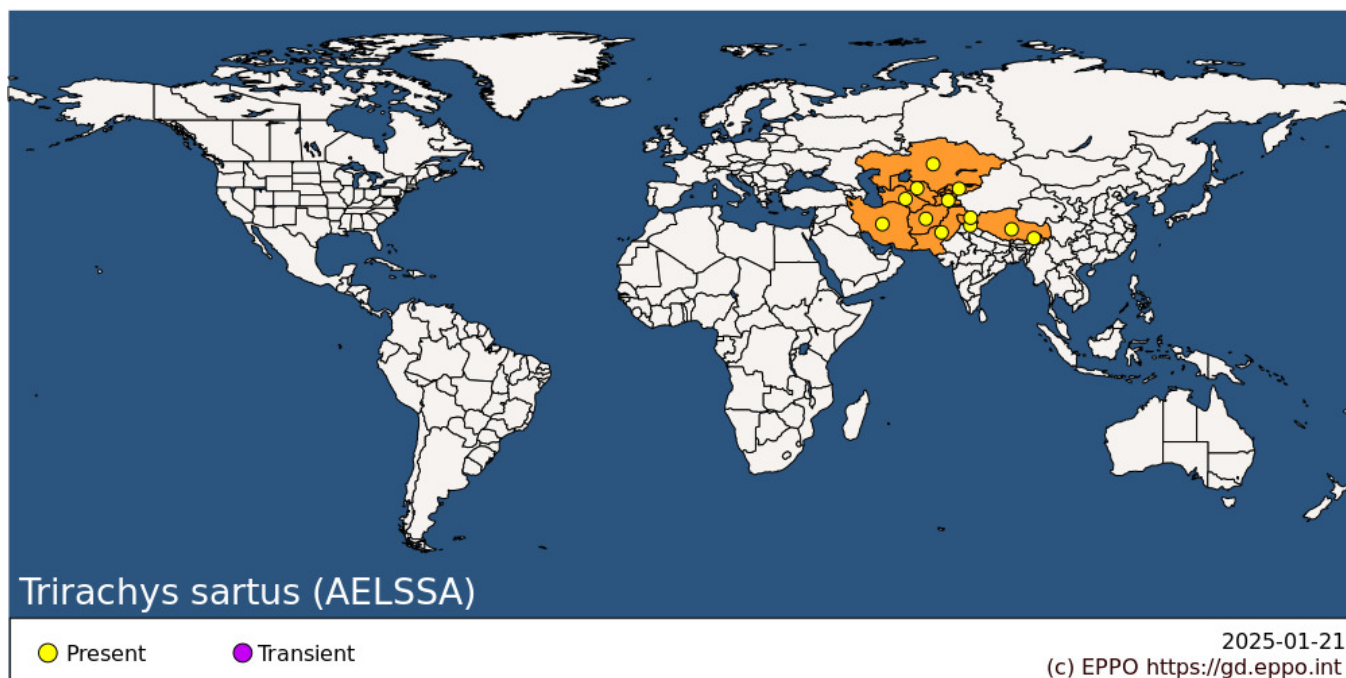 Trirachys sartus (AELSSA)
Present
Transient
2025-01-21
(c) EPPO https://gd.eppo.int